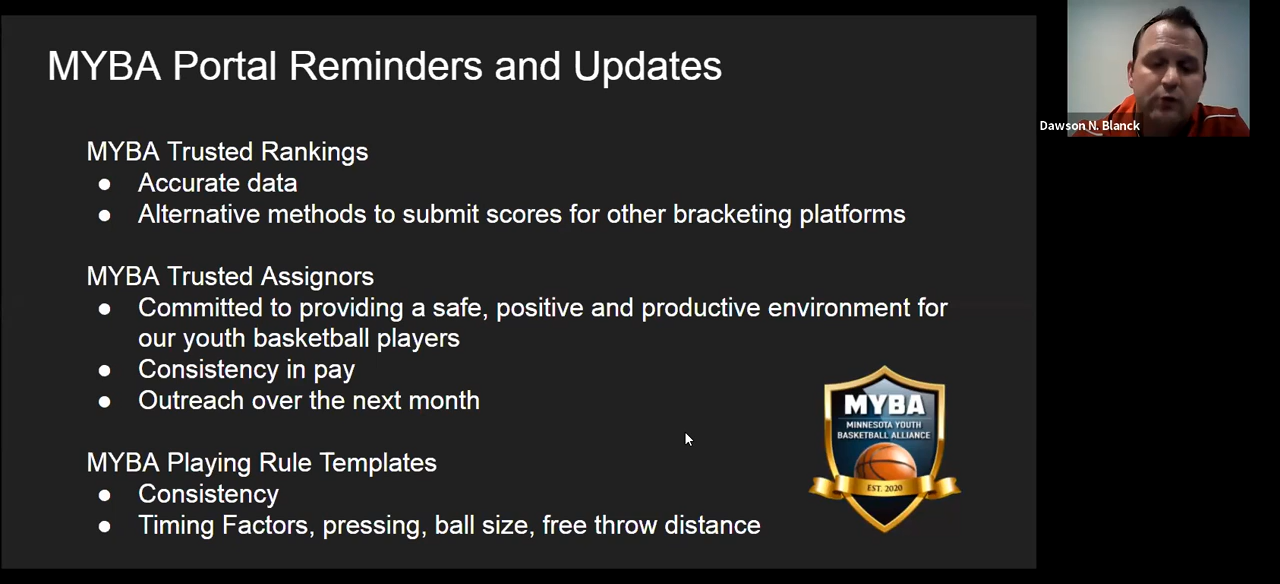 MYBA Portal Reminders and Updates
Dawson N. Blanck
MYBA Trusted Rankings
● Accurate data
● Alternative methods to submit scores for other bracketing platforms
MYBA Trusted Assignors
● Committed to providing a safe, positive and productive environment for
our youth basketball players
● Consistency in pay
● Outreach over the next month
MYBA Playing Rule Templates
● Consistency
● Timing Factors, pressing, ball size, free throw distance
MYBA
MINNESOTA YOUTH
BASKETBALL ALLIANCE
EST. 2020